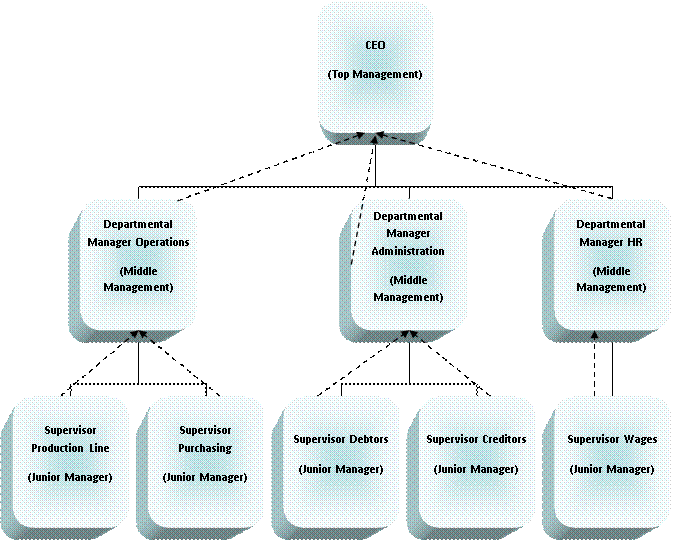 CEO
(Top Management)
Departmental
Manager Operations
(Middle
Management)
Departmental
Manager
Administration
(Middle
Management)
Departmental
Manager HR
(Middle
Management)
Supervisor
Production Line
(Junior Manager)
Supervisor
Purchasing
(Junior Manager)
Supervisor Debtors
(Junior Manager)
Supervisor Creditors
(Junior Manager)
Supervisor Wages
(Junior Manager)